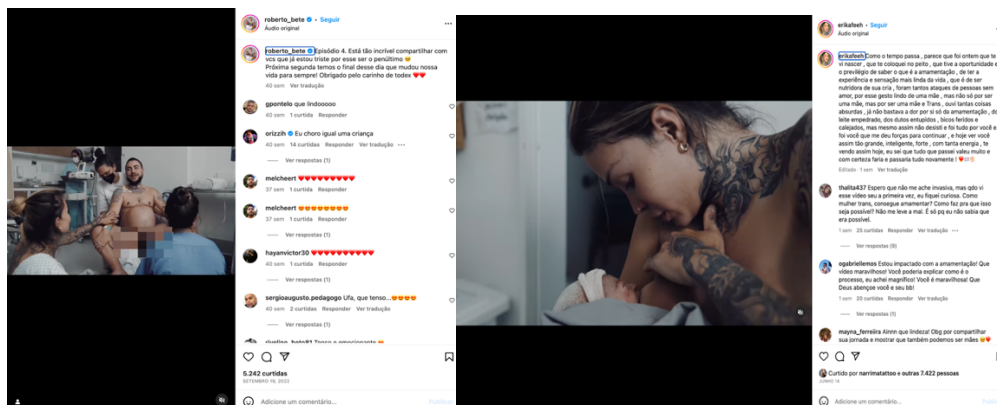 roberto_bete • Seguir
Áudio original
roberto_bete Episódio 4. Está tão incrível compartilhar com
vcs que já estou triste por esse ser o penúltimo 🥹
Próxima segunda temos o final desse dia que mudou nossa
vida para sempre! Obrigado pelo carinho de todex ❤️❤️
40 sem Ver tradução
gpontelo que lindooooo
40 sem 1 curtida Responder
orizzih Eu choro igual uma criança
40 sem 14 curtidas Responder Ver tradução •••
Ver respostas (1)
melcheert ❤️❤️❤️❤️❤️❤️❤️❤️❤️
37 sem 1 curtida Responder
melcheert 😍😍😍😍😍😍😍😍
37 sem 1 curtida Responder
Ver respostas (1)
hayanvictor30 ❤️❤️❤️❤️❤️❤️❤️❤️❤️❤️
40 sem 1 curtida Responder
Ver respostas (1)
sergioaugusto.pedagogo Ufa, que tenso...😍😍😍😍
40 sem 2 curtidas Responder Ver tradução
Ver respostas (1)
5.242 curtidas
SETEMBRO 19, 2022
Adicione um comentário...
Publicar
erikafeeh • Seguir
Áudio original
erikafeeh Como o tempo passa , parece que foi ontem que te
vi nascer , que te coloquei no peito , que tive a oportunidade e
o previlégio de saber o que é a amamentação , de ter a
experiência e sensação mais linda da vida , que é de ser
nutridora de sua cria , foram tantos ataques de pessoas sem
amor, por esse gesto lindo de uma mãe , mas não só por ser
uma mãe, mas por ser uma mãe e Trans , ouvi tantas coisas
absurdas , já não bastava a dor por si só da amamentação , do
leite empedrado, dos dutos entupidos , bicos feridos e
calejados, mas mesmo assim não desisti e foi tudo por você e
foi você que me deu forças para continuar , e hoje ver você
assim tão grande, inteligente, forte , com tanta energia , te
vendo assim hoje, eu sei que tudo que passei valeu muito e
com certeza faria e passaria tudo novamente !
Editado · 1 sem Ver tradução
thalita437 Espero que não me ache invasiva, mas qdo vi
esse vídeo seu a primeira vez, eu fiquei curiosa. Como
mulher trans, consegue amamentar? Como faz pra que isso
seja possível? Não me leve a mal. É só pq eu não sabia que
era possível.
1 sem 25 curtidas Responder Ver tradução •••
Ver respostas (9)
ogabriellemos Estou impactado com a amamentação! Que
vídeo maravilhoso! Você poderia explicar como é o
processo, eu achei magnífico! Você é maravilhosa! Que
Deus abençoe você e seu bb!
1 sem 20 curtidas Responder Ver tradução
Ver respostas (1)
mayna_ferreiira Ainnn que lindeza! Obg por compartilhar
sua jornada e mostrar que também podemos ser mães
Curtido por narrimatattoo e outras 7.422 pessoas
JUNHO 14
Adicione um comentário...